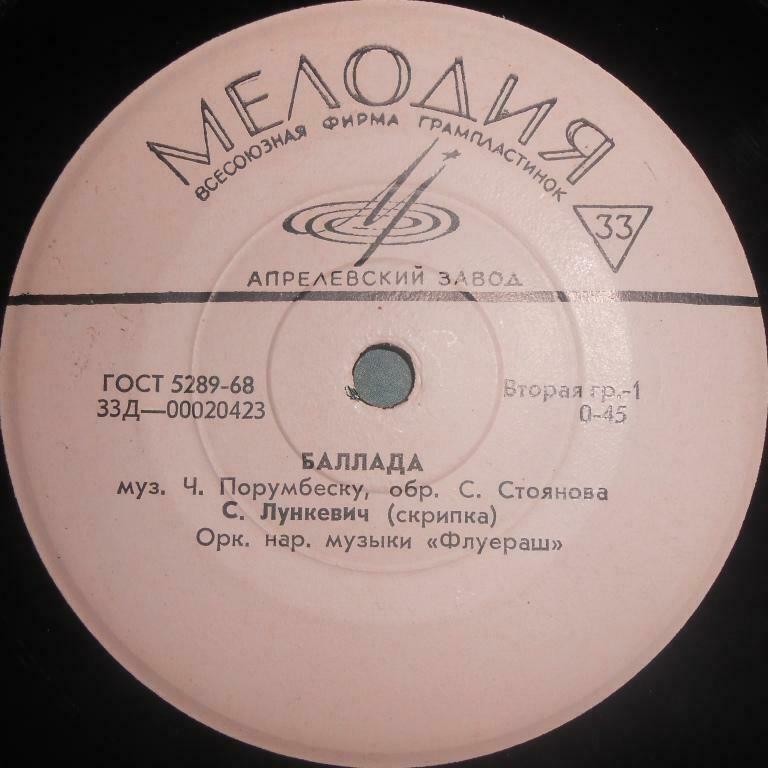 МЕЛОДИЯ
ВСЕСОЮЗНАЯ ФИРМА ГРАМПЛАСТИНОК
33
АПРЕЛЕВСКИЙ ЗАВОД
ГОСТ 5289-68
Вторая гр.-1
33Д—00020423
0-45
БАЛЛАДА
муз. Ч. Порумбеску, обр. С. Стоянова
С. Лункевич (скрипка)
Орк. нар. музыки «Флуераш»